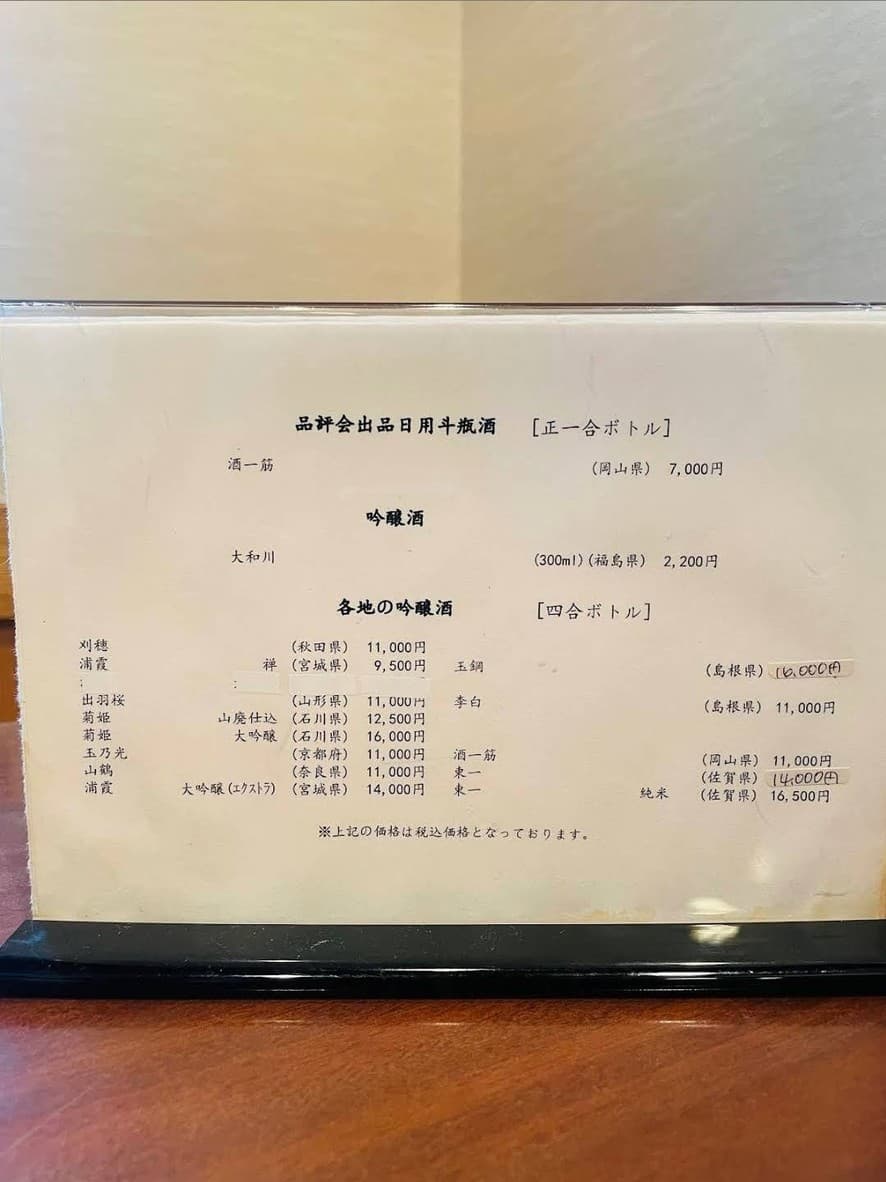 品評会出品日用斗瓶酒 [正一合ボトル]
酒一筋 (岡山県) 7,000円
吟醸酒
大和川 (300ml)(福島県) 2,200円
各地の吟醸酒 [四合ボトル]
刈穂 (秋田県) 11,000円
浦霞 禅 (宮城県) 9,500円
出羽桜 (山形県) 11,000円
菊姫 山廃仕込 (石川県) 12,500円
菊姫 大吟醸 (石川県) 16,000円
玉乃光 (京都府) 11,000円
山鶴 (奈良県) 11,000円
浦霞 大吟醸(エクストラ) (宮城県) 14,000円
玉鋼 (島根県) 16,000円
李白 (島根県) 11,000円
酒一筋 (岡山県) 11,000円
東一 (佐賀県) 14,000円
東一 純米 (佐賀県) 16,500円
※上記の価格は税込価格となっております。